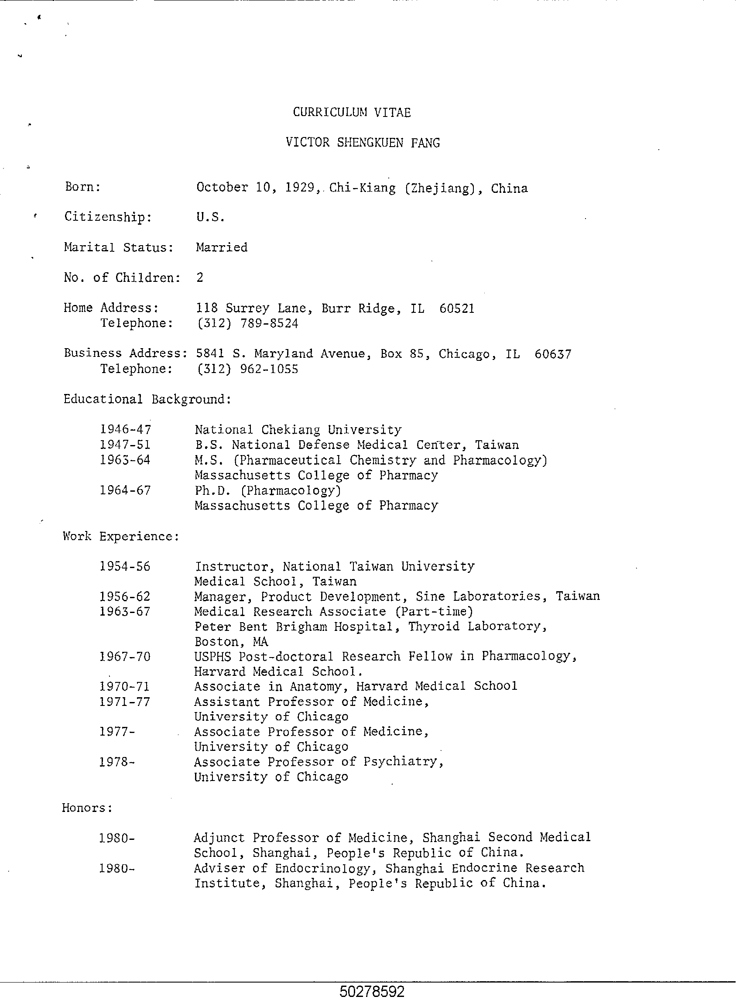 CURRICULUM VITAE
VICTOR SHENGKUEN FANG
Born: October 10, 1929, Chi-Kiang (Zhejiang), China
Citizenship: U.S.
Marital Status: Married
No. of Children: 2
Home Address: 118 Surrey Lane, Burr Ridge, IL 60521
Telephone: (312) 789-8524
Business Address: 5841 S. Maryland Avenue, Box 85, Chicago, IL 60637
Telephone: (312) 962-1055
Educational Background:
1946-47 National Chekiang University
1947-51 B.S. National Defense Medical Center, Taiwan
1963-64 M.S. (Pharmaceutical Chemistry and Pharmacology)
Massachusetts College of Pharmacy
1964-67 Ph.D. (Pharmacology)
Massachusetts College of Pharmacy
Work Experience:
1954-56 Instructor, National Taiwan University
Medical School, Taiwan
1956-62 Manager, Product Development, Sine Laboratories, Taiwan
1963-67 Medical Research Associate (Part-time)
Peter Bent Brigham Hospital, Thyroid Laboratory,
Boston, MA
1967-70 USPHS Post-doctoral Research Fellow in Pharmacology,
Harvard Medical School.
1970-71 Associate in Anatomy, Harvard Medical School
1971-77 Assistant Professor of Medicine,
University of Chicago
1977- Associate Professor of Medicine,
University of Chicago
1978- Associate Professor of Psychiatry,
University of Chicago
Honors:
1980- Adjunct Professor of Medicine, Shanghai Second Medical
School, Shanghai, People's Republic of China.
1980- Adviser of Endocrinology, Shanghai Endocrine Research
Institute, Shanghai, People's Republic of China.
50278592